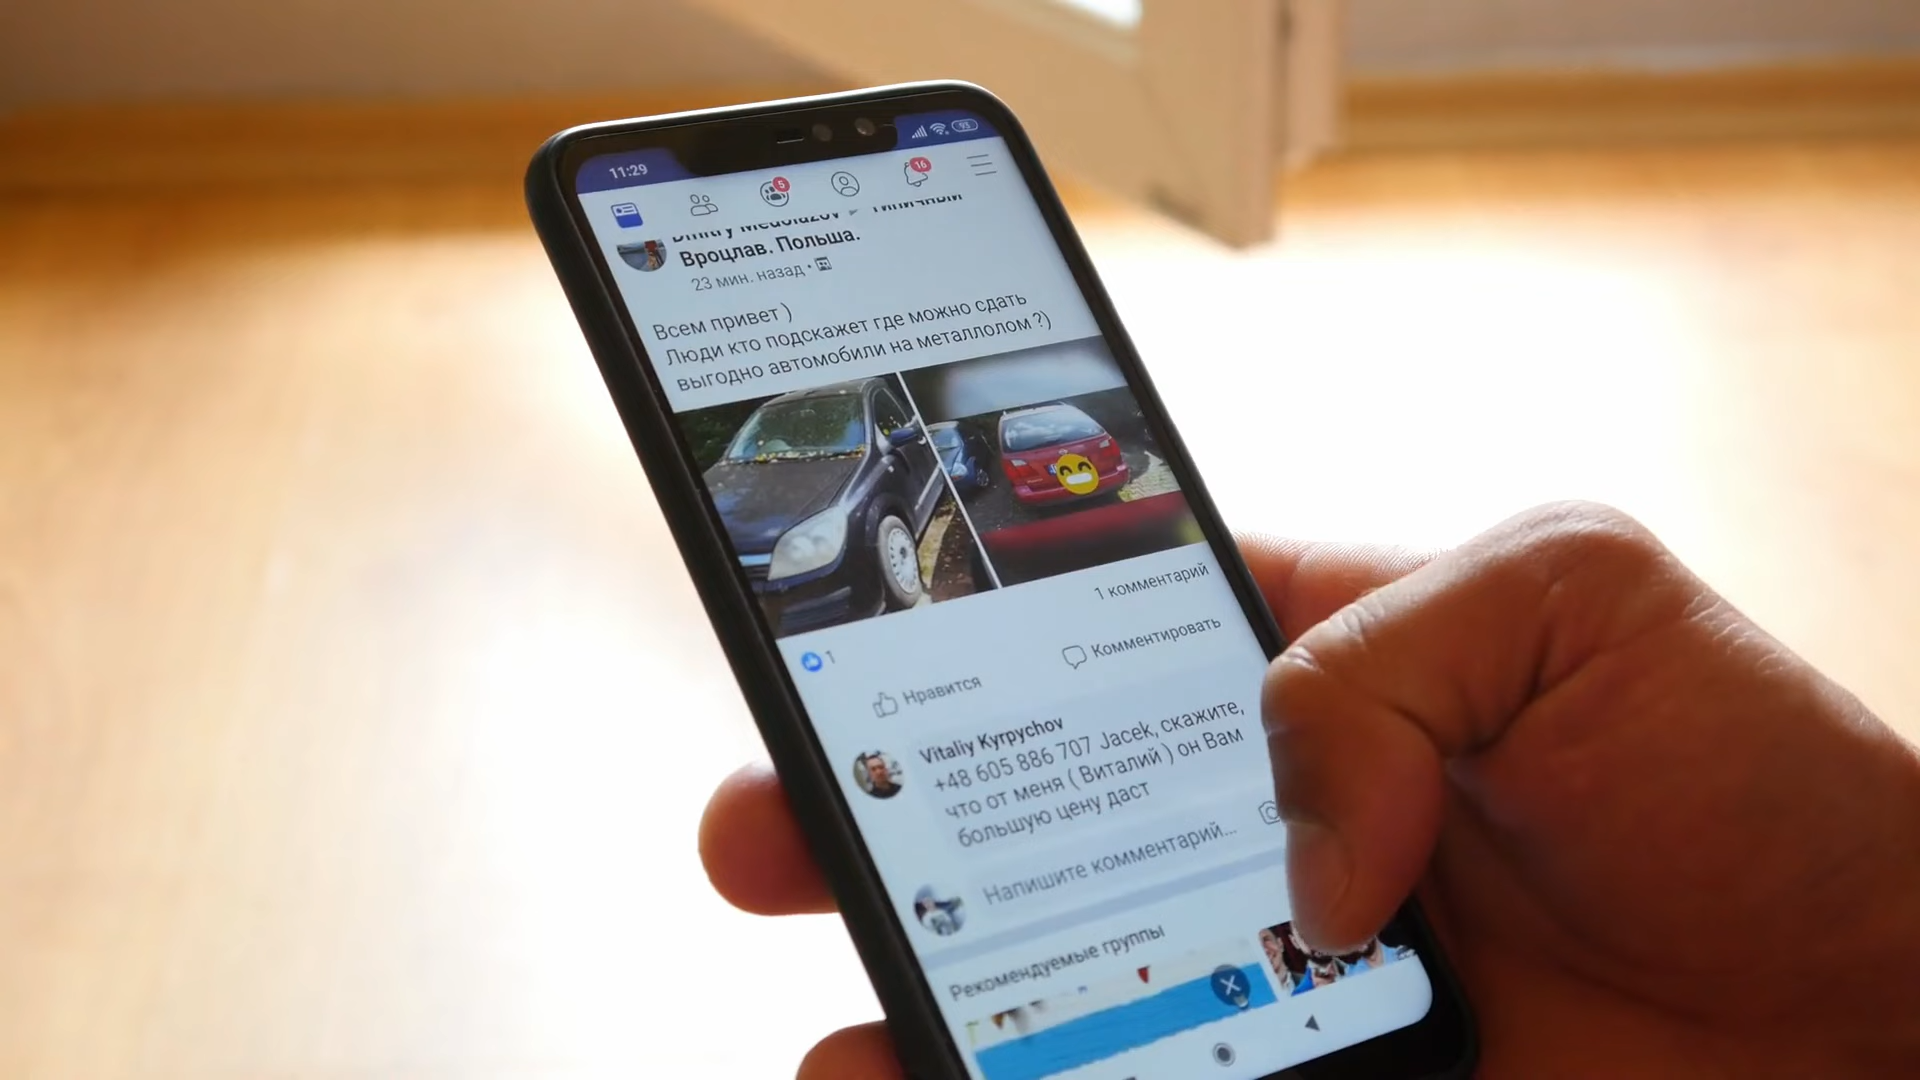 11:29
93
5
16
Вроцлав. Польша.
23 мин. назад
Всем привет )
Люди кто подскажет где можно сдать
выгодно автомобили на металлолом ?)
1
1 комментарий
Нравится
Комментировать
Vitaliy Kyrpychov
+48 605 886 707 Jacek, скажите,
что от меня ( Виталий ) он Вам
большую цену даст
Напишите комментарий...
Рекомендуемые группы